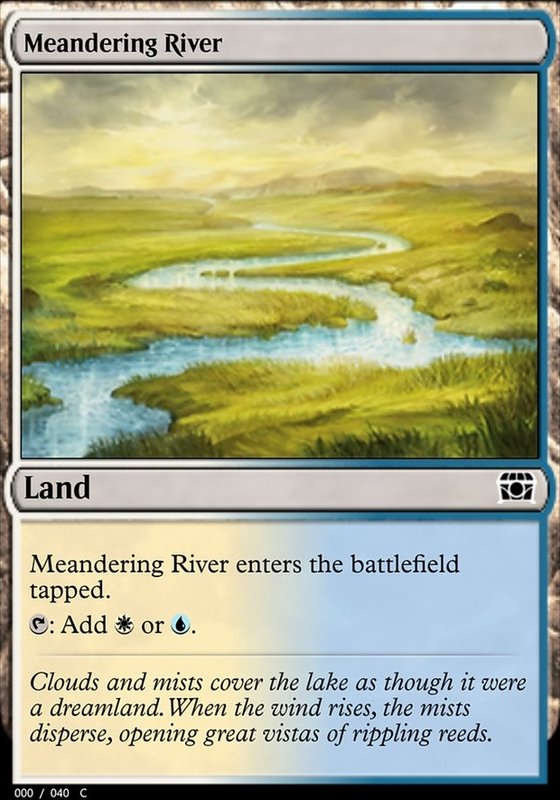 Meandering River
Land
Meandering River enters the battlefield
tapped.
: Add or .
Clouds and mists cover the lake as though it were
a dreamland. When the wind rises, the mists
disperse, opening great vistas of rippling reeds.
000 / 040 C